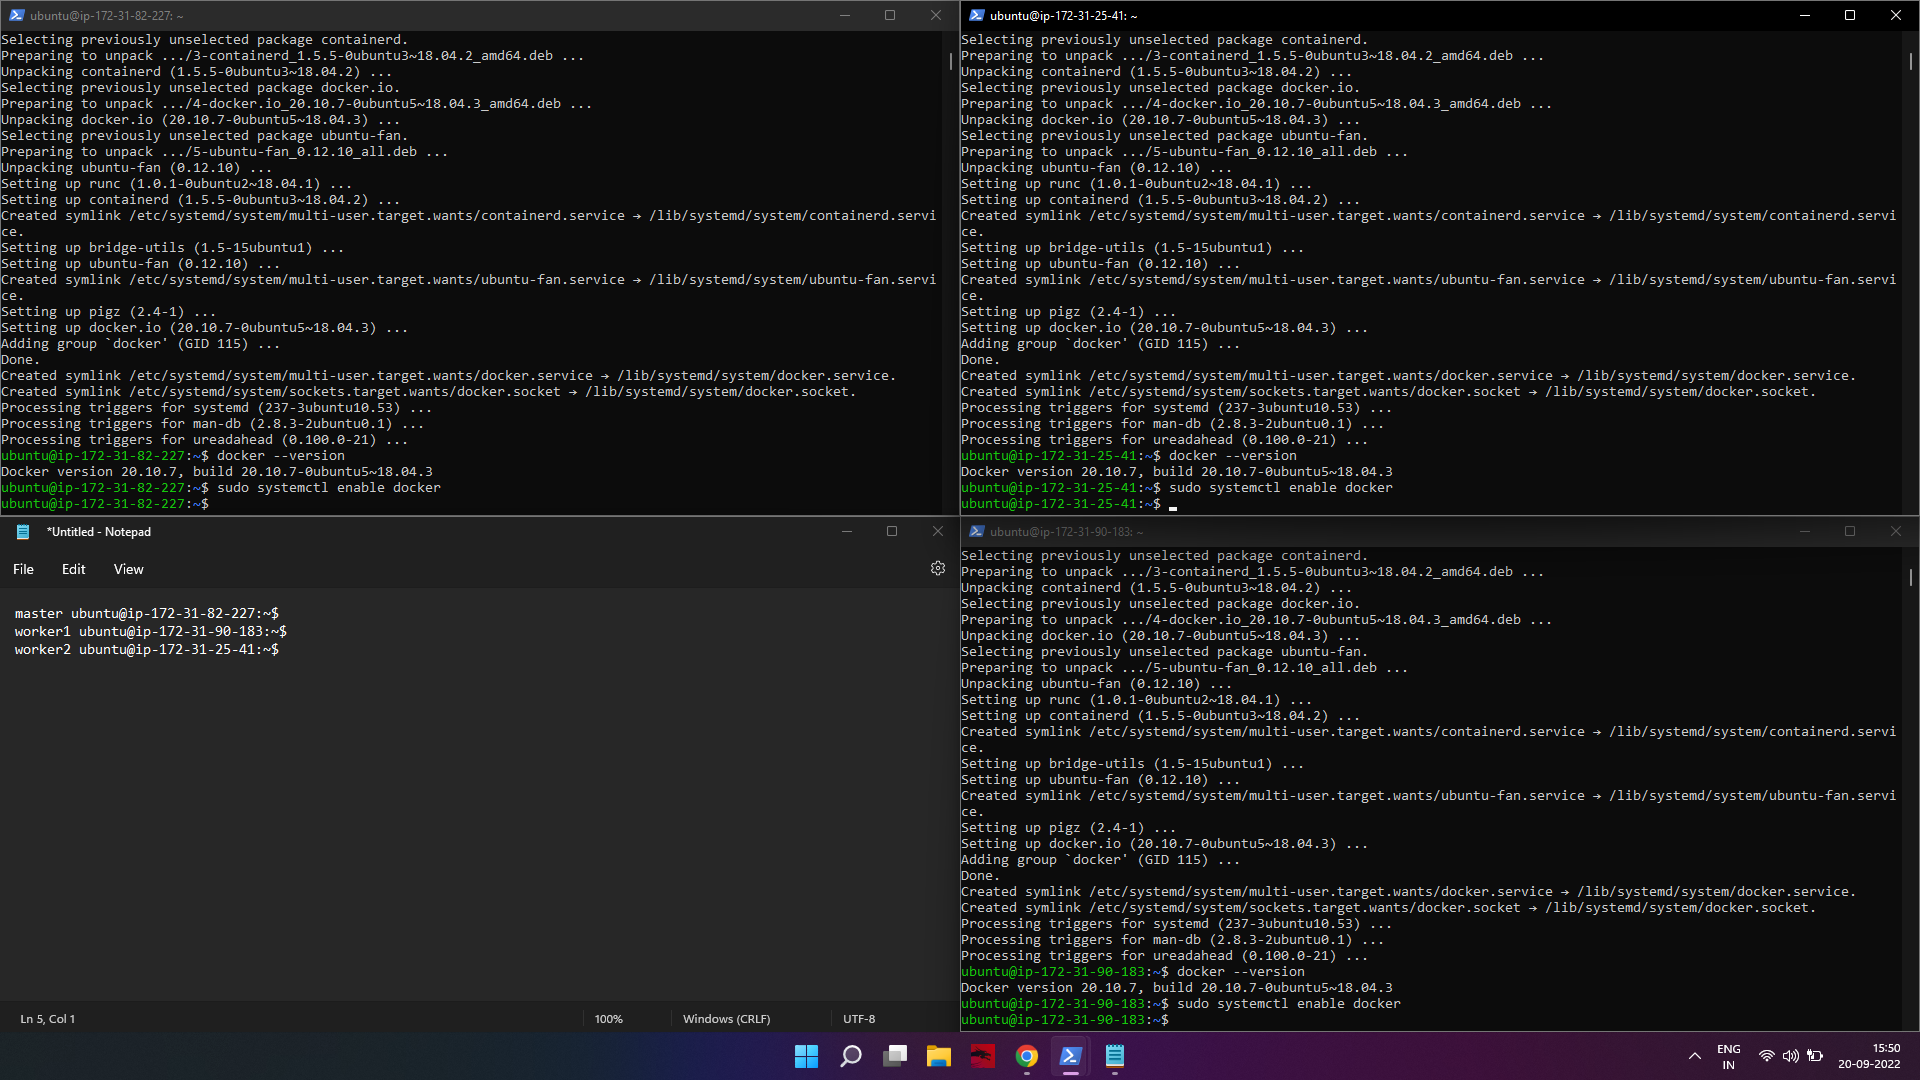 ubuntu@ip-172-31-82-227: ~
Selecting previously unselected package containerd.
Preparing to unpack .../3-containerd_1.5.5-0ubuntu3~18.04.2_amd64.deb ...
Unpacking containerd (1.5.5-0ubuntu3~18.04.2) ...
Selecting previously unselected package docker.io.
Preparing to unpack .../4-docker.io_20.10.7-0ubuntu5~18.04.3_amd64.deb ...
Unpacking docker.io (20.10.7-0ubuntu5~18.04.3) ...
Selecting previously unselected package ubuntu-fan.
Preparing to unpack .../5-ubuntu-fan_0.12.10_all.deb ...
Unpacking ubuntu-fan (0.12.10) ...
Setting up runc (1.0.1-0ubuntu2~18.04.1) ...
Setting up containerd (1.5.5-0ubuntu3~18.04.2) ...
Created symlink /etc/systemd/system/multi-user.target.wants/containerd.service → /lib/systemd/system/containerd.servi
ce.
Setting up bridge-utils (1.5-15ubuntu1) ...
Setting up ubuntu-fan (0.12.10) ...
Created symlink /etc/systemd/system/multi-user.target.wants/ubuntu-fan.service → /lib/systemd/system/ubuntu-fan.servi
ce.
Setting up pigz (2.4-1) ...
Setting up docker.io (20.10.7-0ubuntu5~18.04.3) ...
Adding group `docker' (GID 115) ...
Done.
Created symlink /etc/systemd/system/multi-user.target.wants/docker.service → /lib/systemd/system/docker.service.
Created symlink /etc/systemd/system/sockets.target.wants/docker.socket → /lib/systemd/system/docker.socket.
Processing triggers for systemd (237-3ubuntu10.53) ...
Processing triggers for man-db (2.8.3-2ubuntu0.1) ...
Processing triggers for ureadahead (0.100.0-21) ...
ubuntu@ip-172-31-82-227:~$ docker --version
Docker version 20.10.7, build 20.10.7-0ubuntu5~18.04.3
ubuntu@ip-172-31-82-227:~$ sudo systemctl enable docker
ubuntu@ip-172-31-82-227:~$
ubuntu@ip-172-31-25-41: ~
Selecting previously unselected package containerd.
Preparing to unpack .../3-containerd_1.5.5-0ubuntu3~18.04.2_amd64.deb ...
Unpacking containerd (1.5.5-0ubuntu3~18.04.2) ...
Selecting previously unselected package docker.io.
Preparing to unpack .../4-docker.io_20.10.7-0ubuntu5~18.04.3_amd64.deb ...
Unpacking docker.io (20.10.7-0ubuntu5~18.04.3) ...
Selecting previously unselected package ubuntu-fan.
Preparing to unpack .../5-ubuntu-fan_0.12.10_all.deb ...
Unpacking ubuntu-fan (0.12.10) ...
Setting up runc (1.0.1-0ubuntu2~18.04.1) ...
Setting up containerd (1.5.5-0ubuntu3~18.04.2) ...
Created symlink /etc/systemd/system/multi-user.target.wants/containerd.service → /lib/systemd/system/containerd.servi
ce.
Setting up bridge-utils (1.5-15ubuntu1) ...
Setting up ubuntu-fan (0.12.10) ...
Created symlink /etc/systemd/system/multi-user.target.wants/ubuntu-fan.service → /lib/systemd/system/ubuntu-fan.servi
ce.
Setting up pigz (2.4-1) ...
Setting up docker.io (20.10.7-0ubuntu5~18.04.3) ...
Adding group `docker' (GID 115) ...
Done.
Created symlink /etc/systemd/system/multi-user.target.wants/docker.service → /lib/systemd/system/docker.service.
Created symlink /etc/systemd/system/sockets.target.wants/docker.socket → /lib/systemd/system/docker.socket.
Processing triggers for systemd (237-3ubuntu10.53) ...
Processing triggers for man-db (2.8.3-2ubuntu0.1) ...
Processing triggers for ureadahead (0.100.0-21) ...
ubuntu@ip-172-31-25-41:~$ docker --version
Docker version 20.10.7, build 20.10.7-0ubuntu5~18.04.3
ubuntu@ip-172-31-25-41:~$ sudo systemctl enable docker
ubuntu@ip-172-31-25-41:~$
*Untitled - Notepad
File Edit View
master ubuntu@ip-172-31-82-227:~$
worker1 ubuntu@ip-172-31-90-183:~$
worker2 ubuntu@ip-172-31-25-41:~$
Ln 5, Col 1 100% Windows (CRLF) UTF-8
ubuntu@ip-172-31-90-183: ~
Selecting previously unselected package containerd.
Preparing to unpack .../3-containerd_1.5.5-0ubuntu3~18.04.2_amd64.deb ...
Unpacking containerd (1.5.5-0ubuntu3~18.04.2) ...
Selecting previously unselected package docker.io.
Preparing to unpack .../4-docker.io_20.10.7-0ubuntu5~18.04.3_amd64.deb ...
Unpacking docker.io (20.10.7-0ubuntu5~18.04.3) ...
Selecting previously unselected package ubuntu-fan.
Preparing to unpack .../5-ubuntu-fan_0.12.10_all.deb ...
Unpacking ubuntu-fan (0.12.10) ...
Setting up runc (1.0.1-0ubuntu2~18.04.1) ...
Setting up containerd (1.5.5-0ubuntu3~18.04.2) ...
Created symlink /etc/systemd/system/multi-user.target.wants/containerd.service → /lib/systemd/system/containerd.servi
ce.
Setting up bridge-utils (1.5-15ubuntu1) ...
Setting up ubuntu-fan (0.12.10) ...
Created symlink /etc/systemd/system/multi-user.target.wants/ubuntu-fan.service → /lib/systemd/system/ubuntu-fan.servi
ce.
Setting up pigz (2.4-1) ...
Setting up docker.io (20.10.7-0ubuntu5~18.04.3) ...
Adding group `docker' (GID 115) ...
Done.
Created symlink /etc/systemd/system/multi-user.target.wants/docker.service → /lib/systemd/system/docker.service.
Created symlink /etc/systemd/system/sockets.target.wants/docker.socket → /lib/systemd/system/docker.socket.
Processing triggers for systemd (237-3ubuntu10.53) ...
Processing triggers for man-db (2.8.3-2ubuntu0.1) ...
Processing triggers for ureadahead (0.100.0-21) ...
ubuntu@ip-172-31-90-183:~$ docker --version
Docker version 20.10.7, build 20.10.7-0ubuntu5~18.04.3
ubuntu@ip-172-31-90-183:~$ sudo systemctl enable docker
ubuntu@ip-172-31-90-183:~$
ENG
IN
15:50
20-09-2022